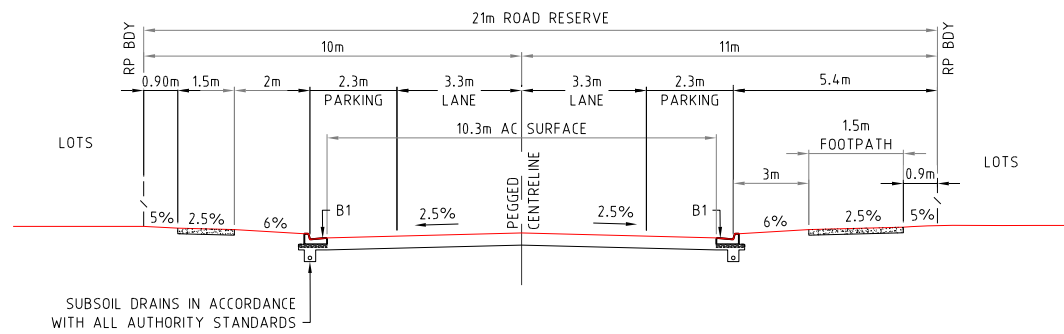 21m ROAD RESERVE
10m
11m
RP BDY
RP BDY
0.90m
1.5m
2m
2.3m
PARKING
3.3m
LANE
3.3m
LANE
2.3m
PARKING
5.4m
10.3m AC SURFACE
1.5m
FOOTPATH
LOTS
LOTS
3m
0.9m
PEGGED
CENTRELINE
5%
2.5%
6%
B1
2.5%
2.5%
B1
6%
2.5%
5%
SUBSOIL DRAINS IN ACCORDANCE
WITH ALL AUTHORITY STANDARDS